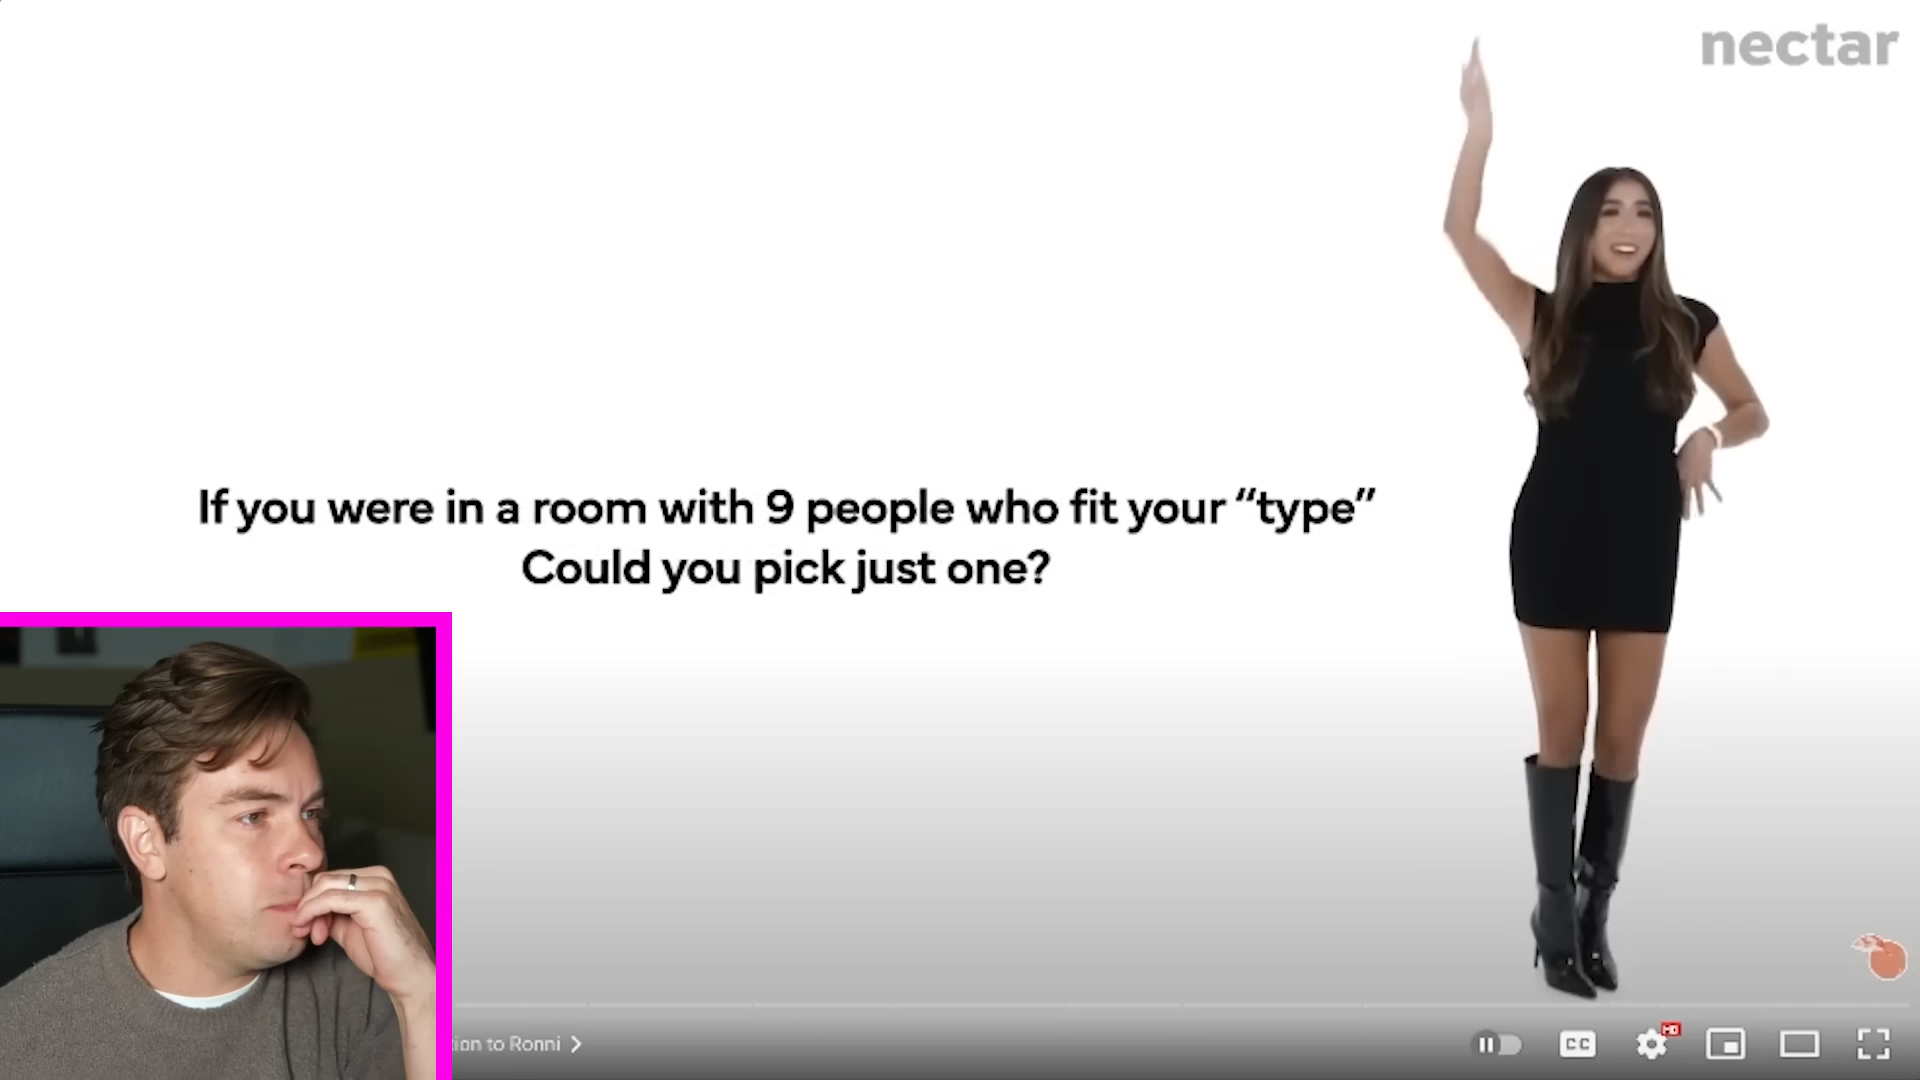 nectar
If you were in a room with 9 people who fit your “type”
Could you pick just one?
to Ronni
CC
HD